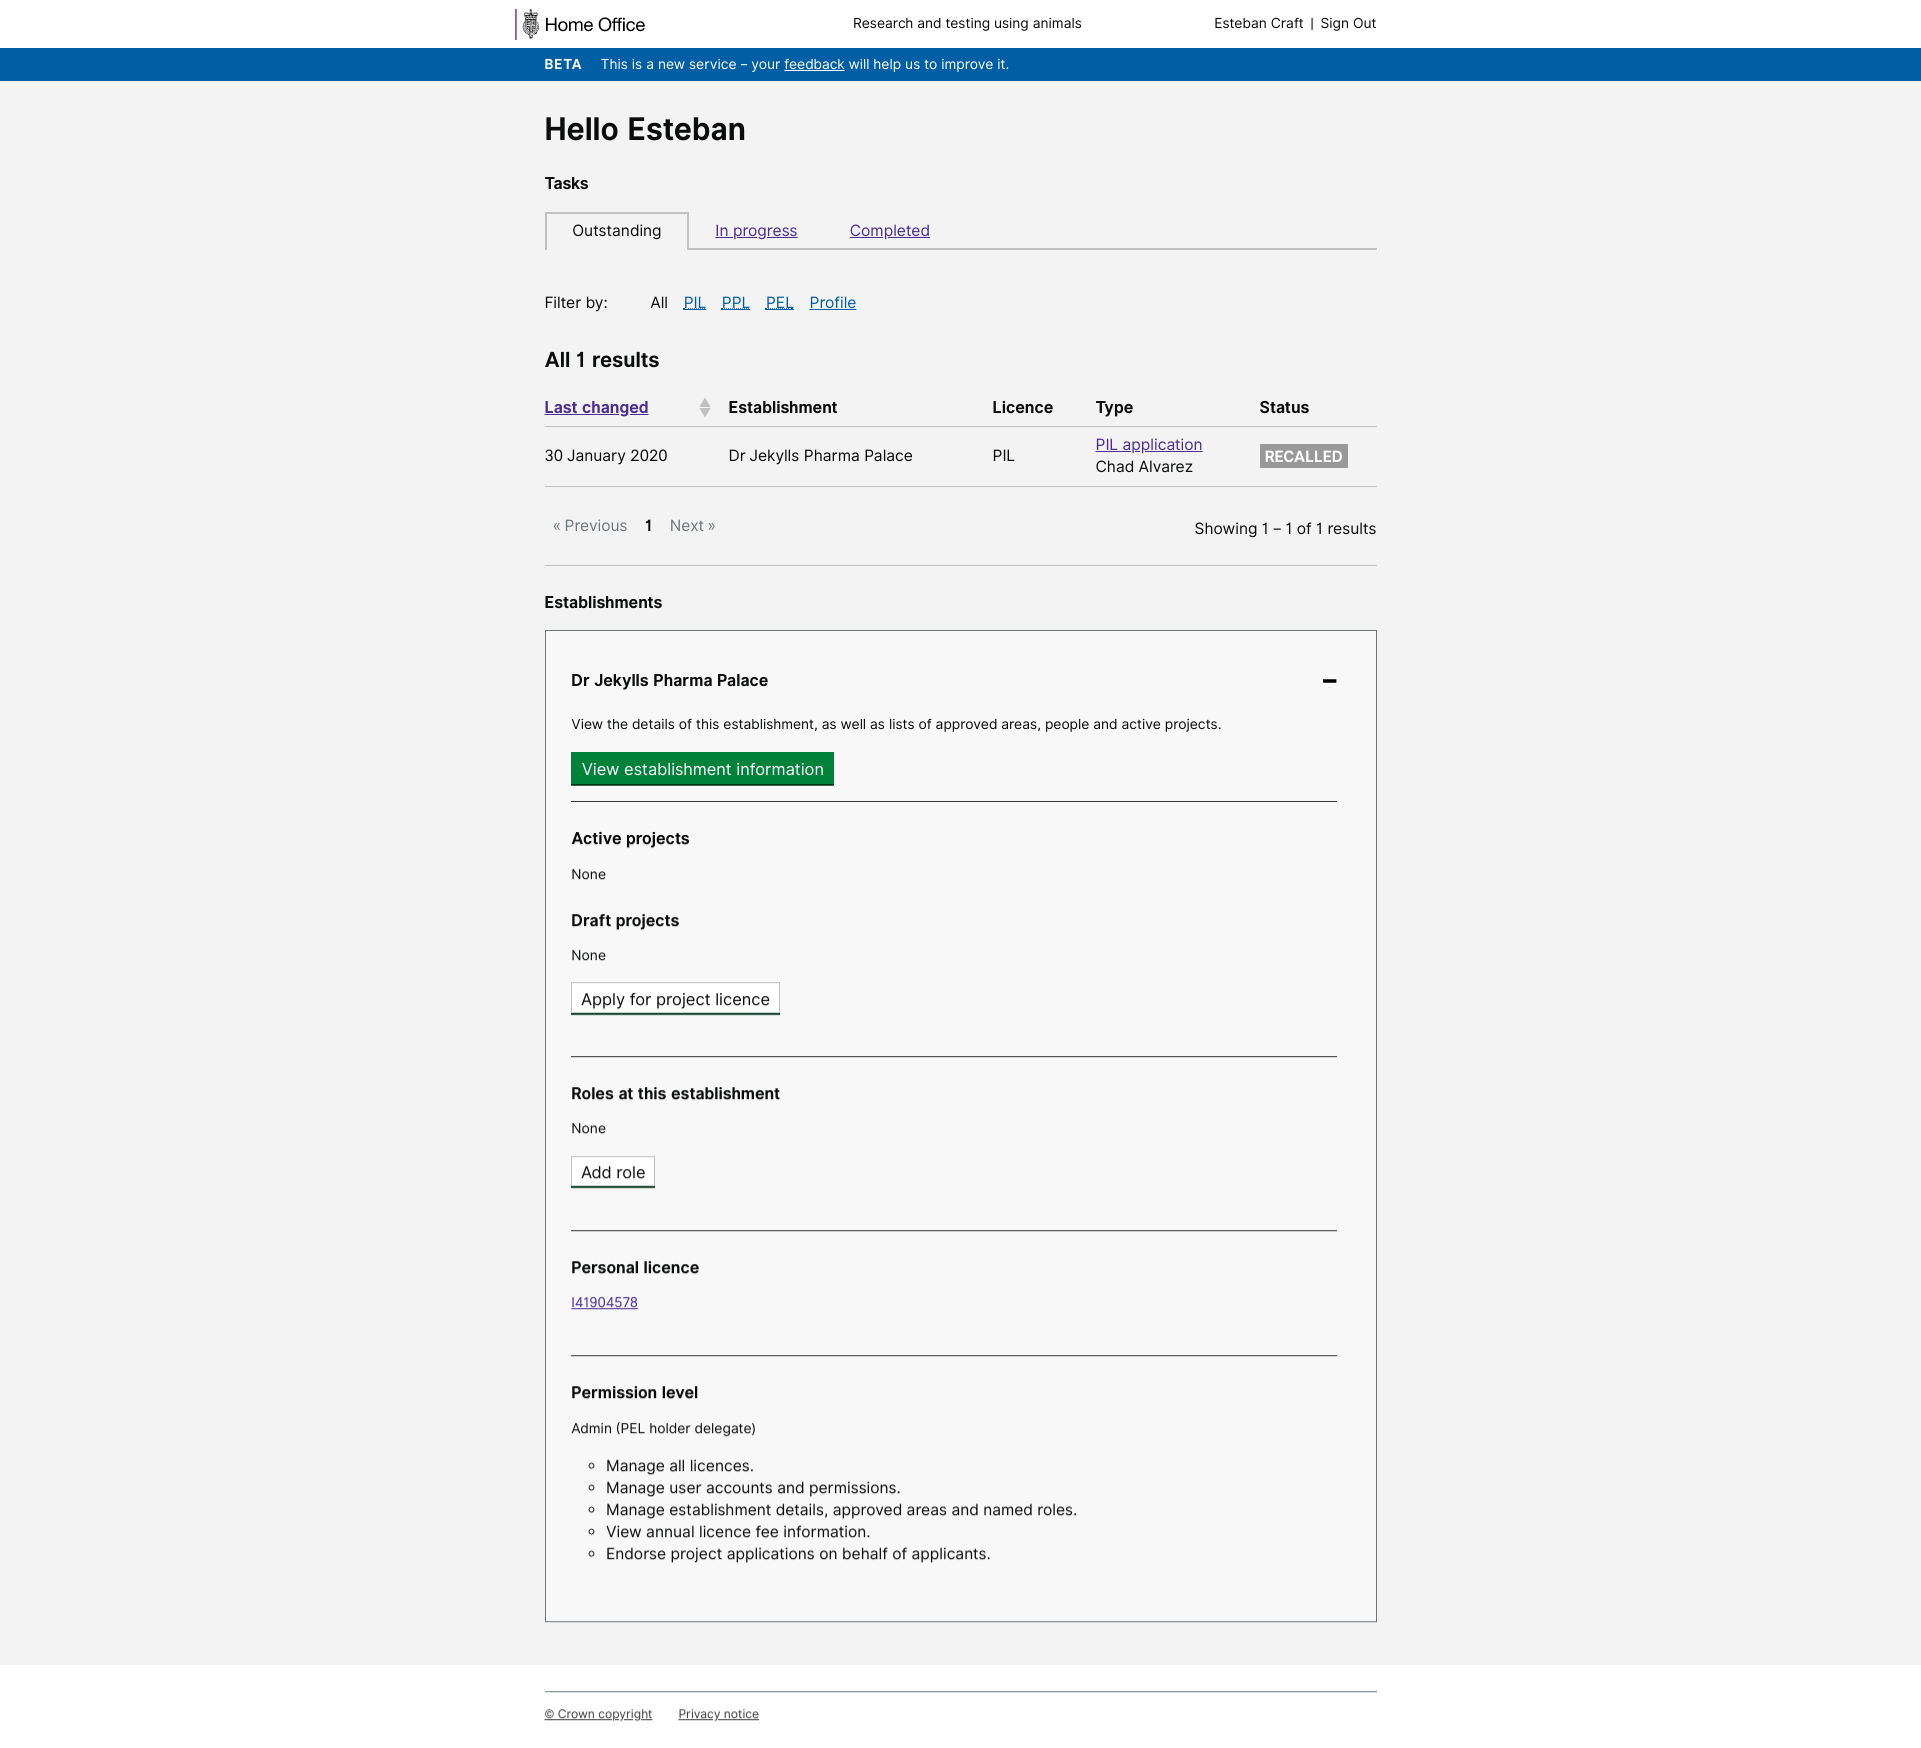 Home Office
Research and testing using animals
Esteban Craft | Sign Out
BETA This is a new service – your feedback will help us to improve it.
Hello Esteban
Tasks
Outstanding In progress Completed
Filter by: All PIL PPL PEL Profile
All 1 results
Last changed Establishment Licence Type Status
30 January 2020 Dr Jekylls Pharma Palace PIL PIL application RECALLED
Chad Alvarez
« Previous 1 Next »
Showing 1 – 1 of 1 results
Establishments
Dr Jekylls Pharma Palace
View the details of this establishment, as well as lists of approved areas, people and active projects.
View establishment information
Active projects
None
Draft projects
None
Apply for project licence
Roles at this establishment
None
Add role
Personal licence
I41904578
Permission level
Admin (PEL holder delegate)
Manage all licences.
Manage user accounts and permissions.
Manage establishment details, approved areas and named roles.
View annual licence fee information.
Endorse project applications on behalf of applicants.
© Crown copyright Privacy notice